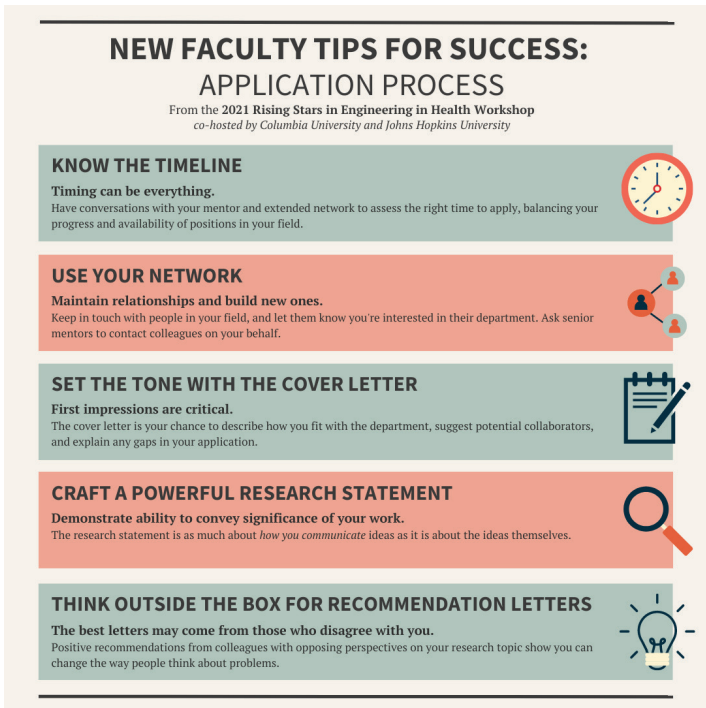 NEW FACULTY TIPS FOR SUCCESS:
APPLICATION PROCESS
From the 2021 Rising Stars in Engineering in Health Workshop
co-hosted by Columbia University and Johns Hopkins University
KNOW THE TIMELINE
Timing can be everything.
Have conversations with your mentor and extended network to assess the right time to apply, balancing your
progress and availability of positions in your field.
USE YOUR NETWORK
Maintain relationships and build new ones.
Keep in touch with people in your field, and let them know you're interested in their department. Ask senior
mentors to contact colleagues on your behalf.
SET THE TONE WITH THE COVER LETTER
First impressions are critical.
The cover letter is your chance to describe how you fit with the department, suggest potential collaborators,
and explain any gaps in your application.
CRAFT A POWERFUL RESEARCH STATEMENT
Demonstrate ability to convey significance of your work.
The research statement is as much about how you communicate ideas as it is about the ideas themselves.
THINK OUTSIDE THE BOX FOR RECOMMENDATION LETTERS
The best letters may come from those who disagree with you.
Positive recommendations from colleagues with opposing perspectives on your research topic show you can
change the way people think about problems.